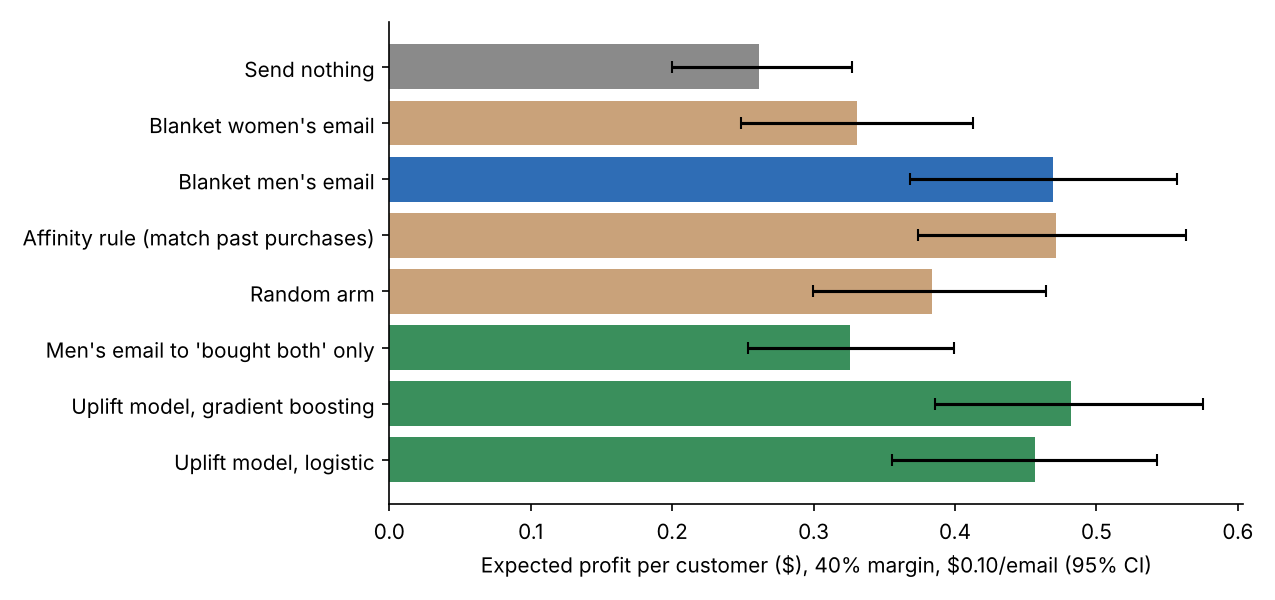 Send nothing
Blanket women's email
Blanket men's email
Affinity rule (match past purchases)
Random arm
Men's email to 'bought both' only
Uplift model, gradient boosting
Uplift model, logistic
0.0 0.1 0.2 0.3 0.4 0.5 0.6
Expected profit per customer ($), 40% margin, $0.10/email (95% CI)